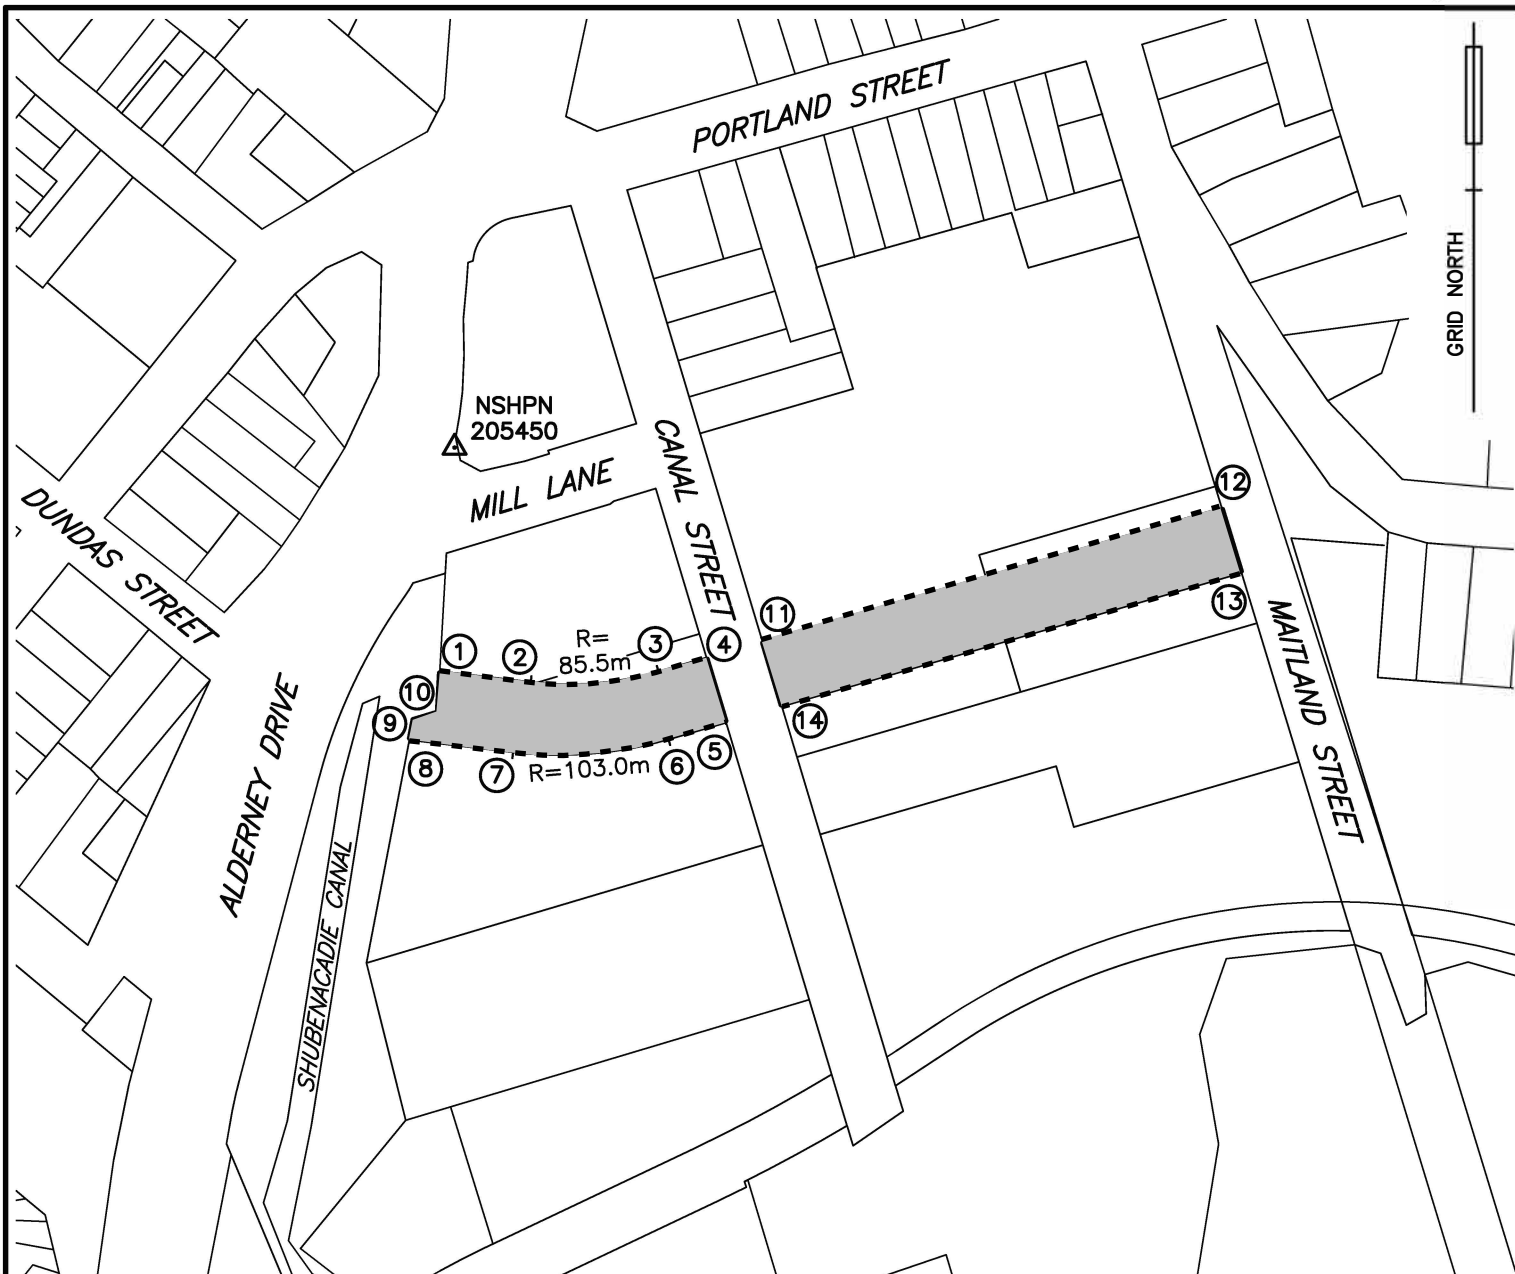 PORTLAND STREET
GRID NORTH
NSHPN
205450
MILL LANE
CANAL STREET
DUNDAS STREET
12
11
13
MAITLAND STREET
R=
85.5m
1
2
3
4
10
9
14
8
7
R=103.0m
6
5
ALDERNEY DRIVE
SHUBENACADIE CANAL